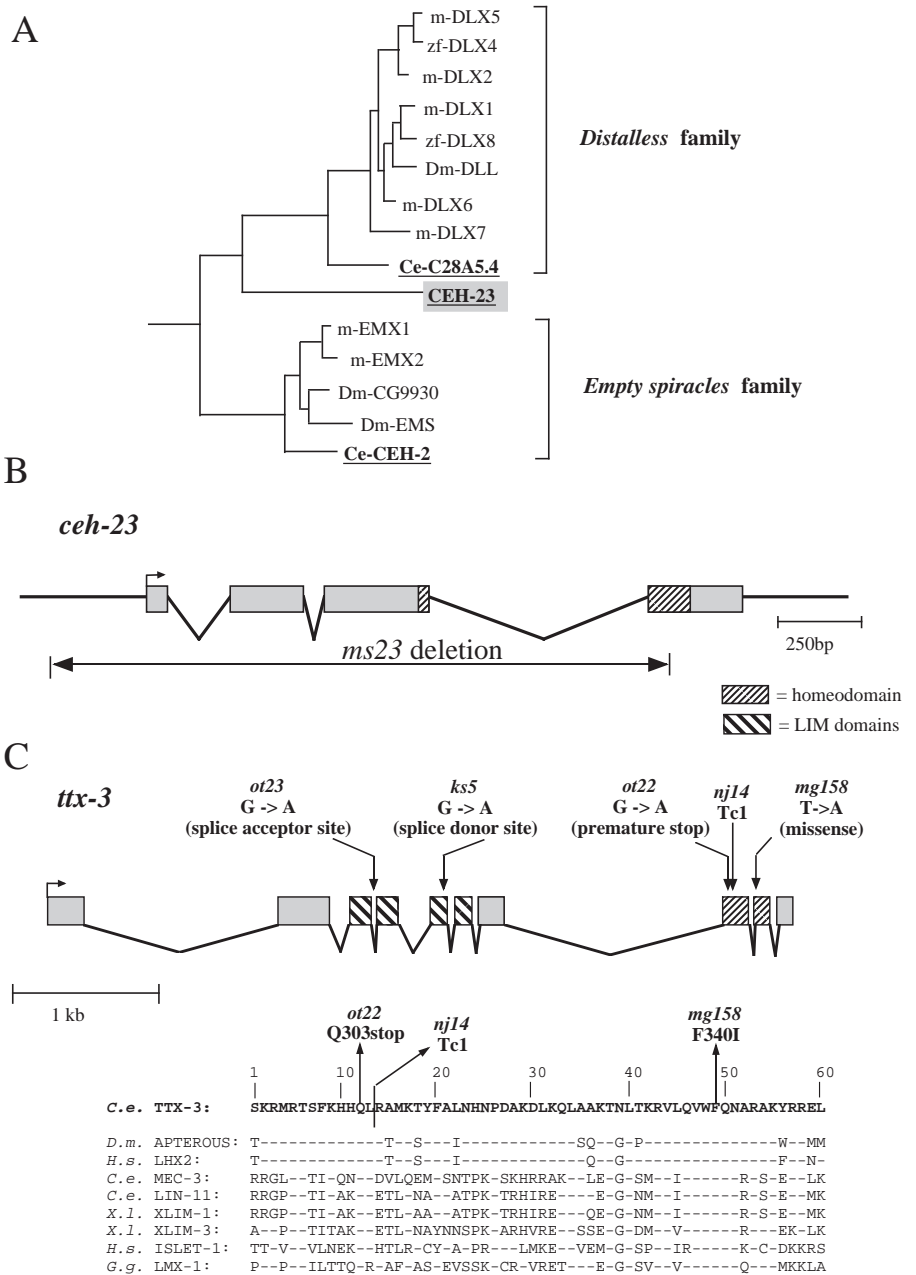 A
m-DLX5
zf-DLX4
m-DLX2
m-DLX1
zf-DLX8
Dm-DLL
m-DLX6
m-DLX7
Ce-C28A5.4
Distalless family
CEH-23
m-EMX1
m-EMX2
Dm-CG9930
Dm-EMS
Ce-CEH-2
Empty spiracles family
B
ceh-23
ms23 deletion
250bp
= homeodomain
= LIM domains
C
ttx-3
ot23
G -> A
(splice acceptor site)
ks5
G -> A
(splice donor site)
ot22
G -> A
(premature stop)
nj14
Tc1
mg158
T->A
(missense)
1 kb
ot22
Q303stop
nj14
Tc1
mg158
F340I
1 10 20 30 40 50 60
C.e. TTX-3: SKRMRTSFKHHQLRAMKTYFALNHNPDAKDLKQLAAKTNLTKRVLQVWFQNARAKYRREL
D.m. APTEROUS: T-------------T--S---I------------SQ--G-P--------------W--MM
H.s. LHX2: T-------------T--S---I-------------Q--G----------------F--N-
C.e. MEC-3: RRGL--TI-QN--DVLQEM-SNTPK-SKHRRAK--LE-G-SM--I------R-S-E--LK
C.e. LIN-11: RRGP--TI-AK--ETL-NA--ATPK-TRHIRE----E-G-NM--I------R-S-E--MK
X.l. XLIM-1: RRGP--TI-AK--ETL-AA--ATPK-TRHIRE----E-G-NM--I------R-S-E--MK
X.l. XLIM-3: A--P--TITAK--ETL-NAYNNSPK-ARHVRE--SSE-G-DM--V------R---EK-LK
H.s. ISLET-1: TT-V--VLNEK--HTLR-CY-A-PR---LMKE--VEM-G-SV--IR-----K-C-DKKRS
G.g. LMX-1: P--P--ILTTQ-R-AF-AS-EVSSK-CR-VRET---E-G-S---V------Q---MKKLA